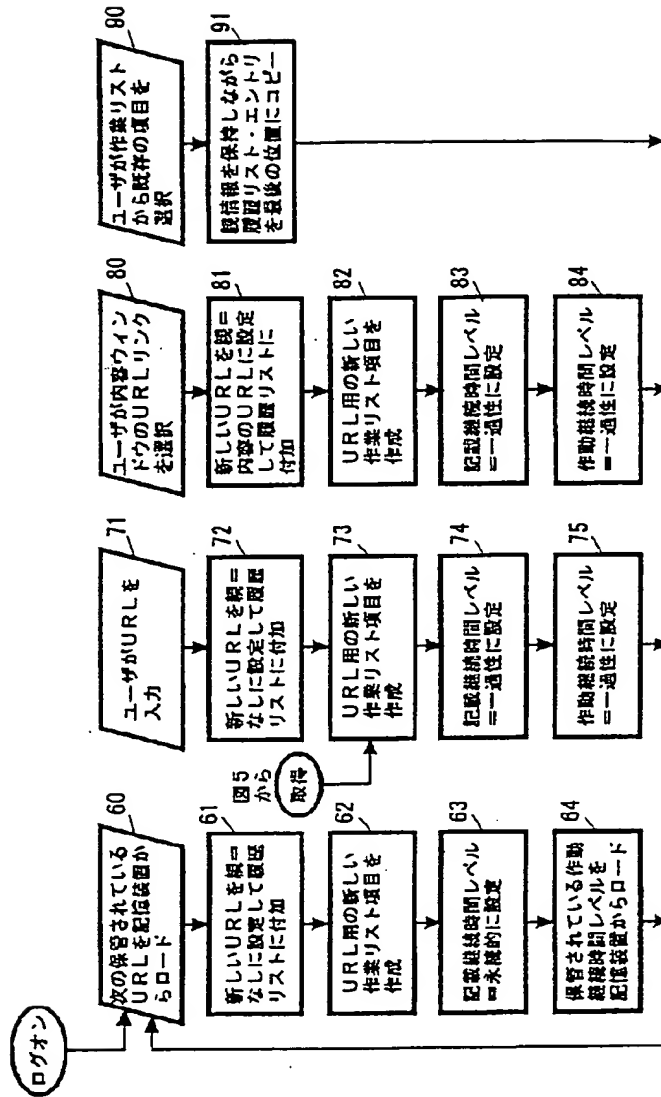 ログオン
60
次の保管されている
URLを記憶装置か
らロード
61
新しいURLを親=
なしに設定して履歴
リストに付加
62
URL用の新しい
作業リスト項目を
作成
63
記載継続時間レベル
=永続的に設定
64
保管されている作動
継続時間レベルを
記憶装置からロード
71
ユーザがURLを
入力
72
新しいURLを親=
なしに設定して履歴
リストに付加
図5
から
取得
73
URL用の新しい
作業リスト項目を
作成
74
記載継続時間レベル
=一過性に設定
75
作動継続時間レベル
=一過性に設定
80
ユーザが内容ウィン
ドウのURLリンク
を選択
81
新しいURLを親=
内容のURLに設定
して履歴リストに
付加
82
URL用の新しい
作業リスト項目を
作成
83
記載継続時間レベル
=一過性に設定
84
作動継続時間レベル
=一過性に設定
80
ユーザが作業リスト
から既存の項目を
選択
91
親情報を保持しながら
履歴リスト・エントリ
を最後の位置にコピー